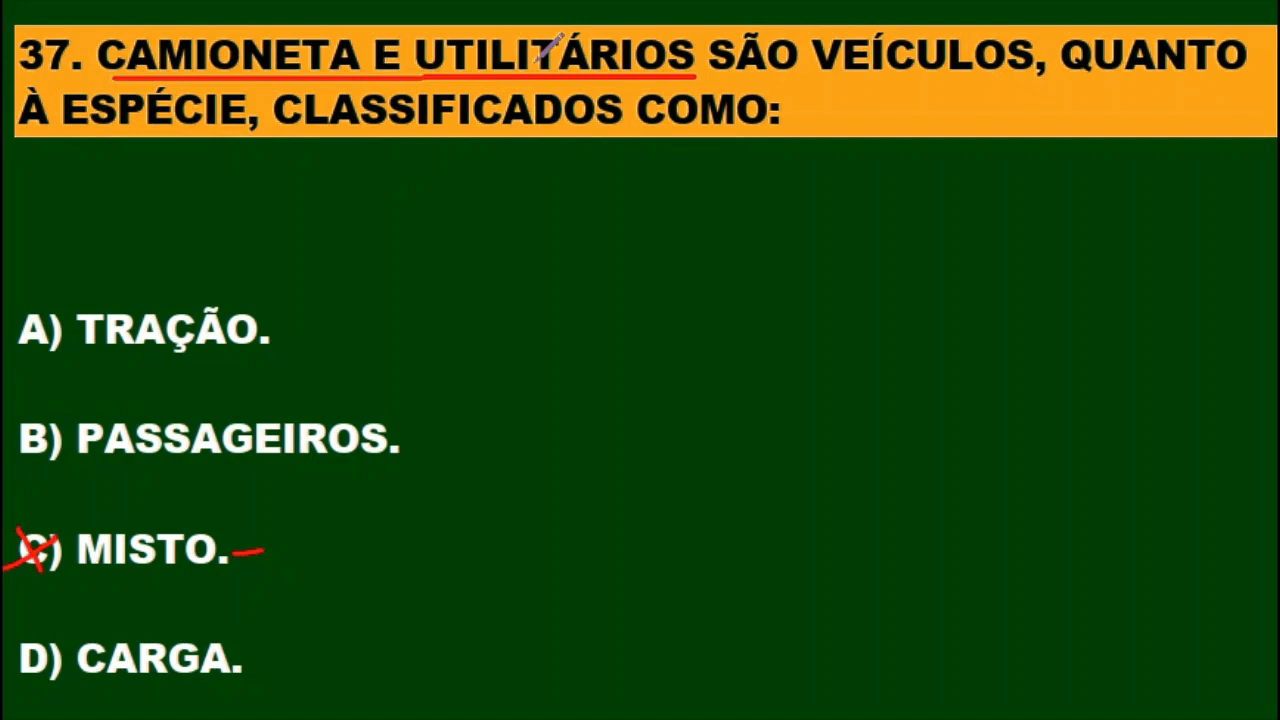 37. CAMIONETA E UTILITÁRIOS SÃO VEÍCULOS, QUANTO
À ESPÉCIE, CLASSIFICADOS COMO:
A) TRAÇÃO.
B) PASSAGEIROS.
C) MISTO.
D) CARGA.